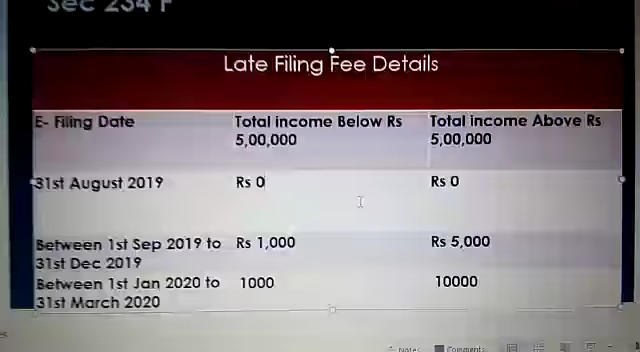 Sec 234 F
Late Filing Fee Details
E- Filing Date
Total income Below Rs
5,00,000
Total income Above Rs
5,00,000
31st August 2019
Rs 0
Rs 0
Between 1st Sep 2019 to
31st Dec 2019
Rs 1,000
Rs 5,000
Between 1st Jan 2020 to
31st March 2020
1000
10000
Notes
Comments